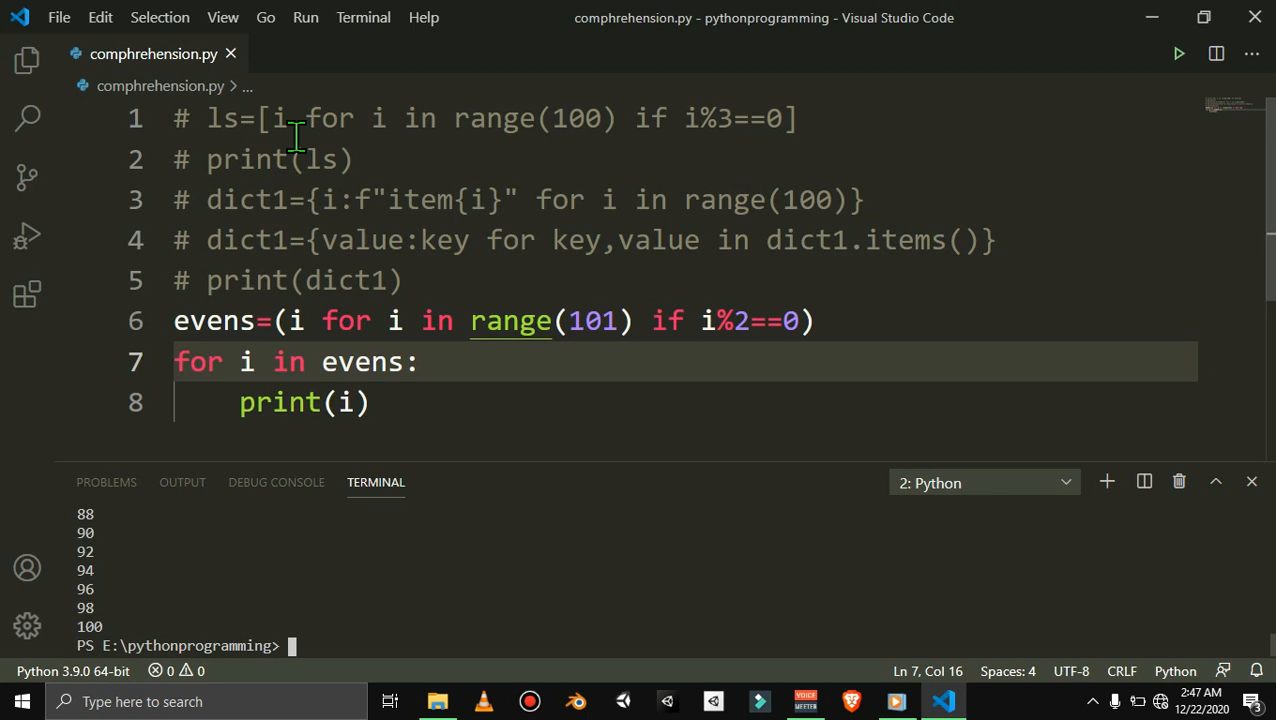 File Edit Selection View Go Run Terminal Help comphrehension.py - pythonprogramming - Visual Studio Code
comphrehension.py
comphrehension.py > ...
1 # ls=[i for i in range(100) if i%3==0]
2 # print(ls)
3 # dict1={i:f"item{i}" for i in range(100)}
4 # dict1={value:key for key,value in dict1.items()}
5 # print(dict1)
6 evens=(i for i in range(101) if i%2==0)
7 for i in evens:
8     print(i)
PROBLEMS OUTPUT DEBUG CONSOLE TERMINAL 2: Python
88
90
92
94
96
98
100
PS E:\pythonprogramming>
Python 3.9.0 64-bit 0 0 Ln 7, Col 16 Spaces: 4 UTF-8 CRLF Python
Type here to search VOICE MEETER 2:47 AM
12/22/2020 3